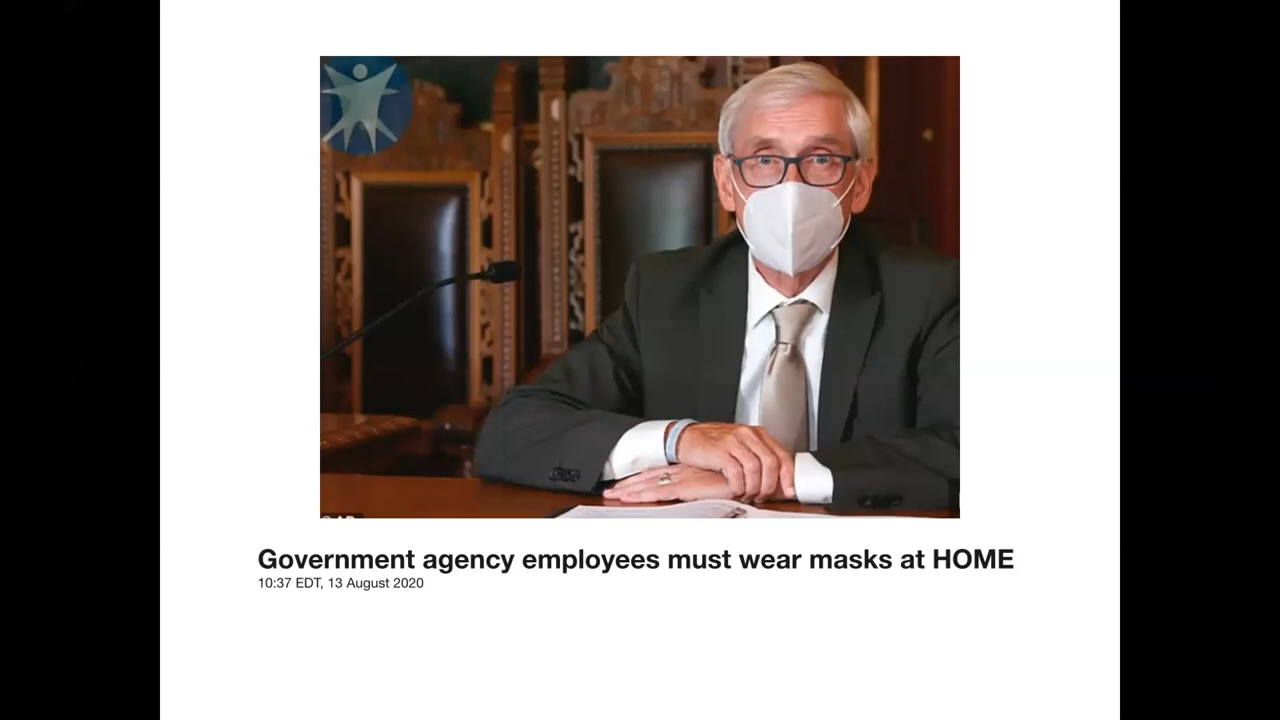 Government agency employees must wear masks at HOME
10:37 EDT, 13 August 2020